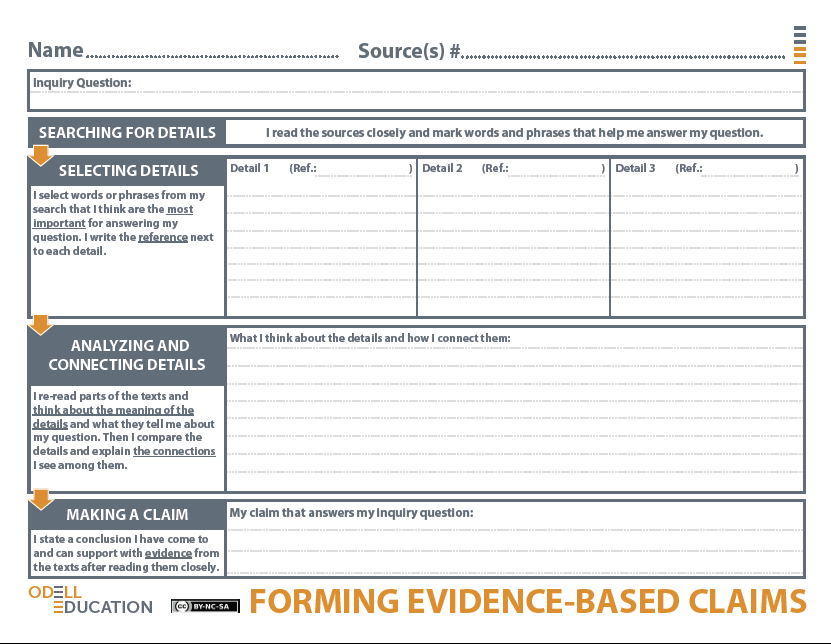 Name
Source(s) #
Inquiry Question:
SEARCHING FOR DETAILS
I read the sources closely and mark words and phrases that help me answer my question.
SELECTING DETAILS
I select words or phrases from my
search that I think are the most
important for answering my
question. I write the reference next
to each detail.
Detail 1 (Ref.: )
Detail 2 (Ref.: )
Detail 3 (Ref.: )
ANALYZING AND
CONNECTING DETAILS
I re-read parts of the texts and
think about the meaning of the
details and what they tell me about
my question. Then I compare the
details and explain the connections
I see among them.
What I think about the details and how I connect them:
MAKING A CLAIM
I state a conclusion I have come to
and can support with evidence from
the texts after reading them closely.
My claim that answers my inquiry question:
ODELL
EDUCATION
(cc) BY-NC-SA
FORMING EVIDENCE-BASED CLAIMS